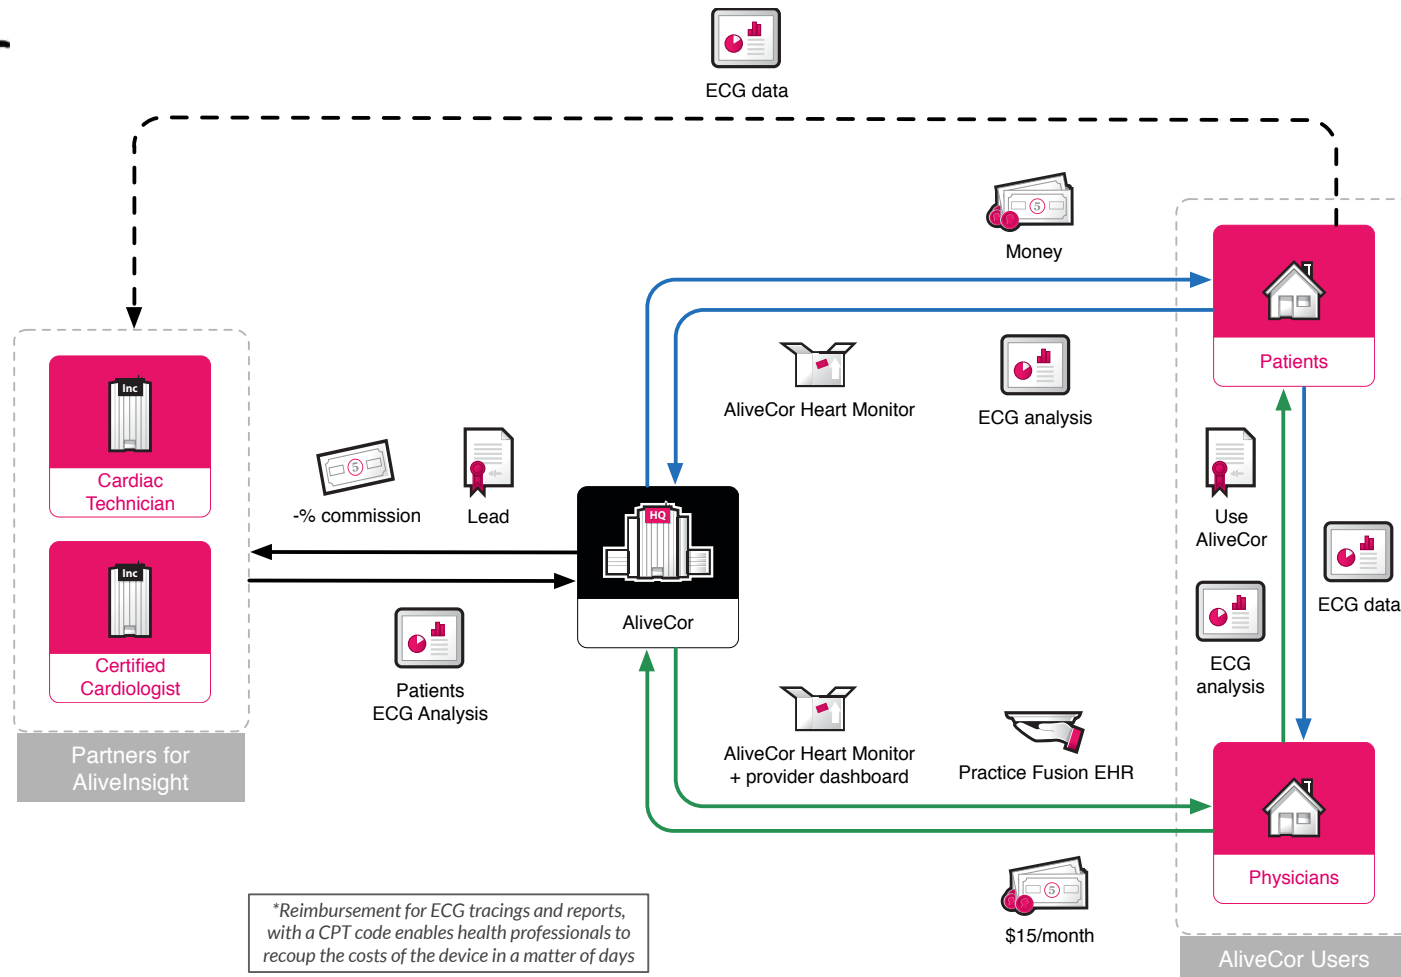 ECG data
Money
Patients
AliveCor Heart Monitor
ECG analysis
Inc
Cardiac
Technician
-% commission
Lead
HQ
AliveCor
Use
AliveCor
ECG data
Inc
Certified
Cardiologist
Patients
ECG Analysis
ECG
analysis
Partners for
AliveInsight
AliveCor Heart Monitor
+ provider dashboard
Practice Fusion EHR
Physicians
$15/month
*Reimbursement for ECG tracings and reports,
with a CPT code enables health professionals to
recoup the costs of the device in a matter of days
AliveCor Users
5
5
5